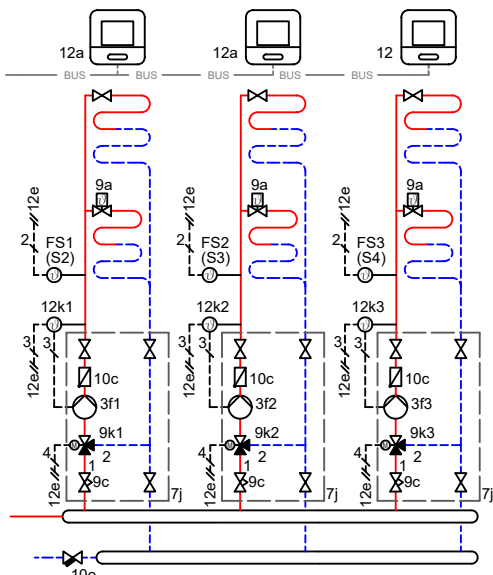 12a 12a 12
BUS BUS BUS BUS BUS
12e 9a 12e 9a 12e 9a
2 FS1 (S2) 2 FS2 (S3) 2 FS3 (S4)
12k1 12k2 12k3
3 3 3 3 3 3
12e 10c 12e 10c 12e 10c
3f1 3f2 3f3
9k1 9k2 9k3
M M M
4 2 4 2 4 2
1 1 1
12e 9c 7j 12e 9c 7j 12e 9c 7j